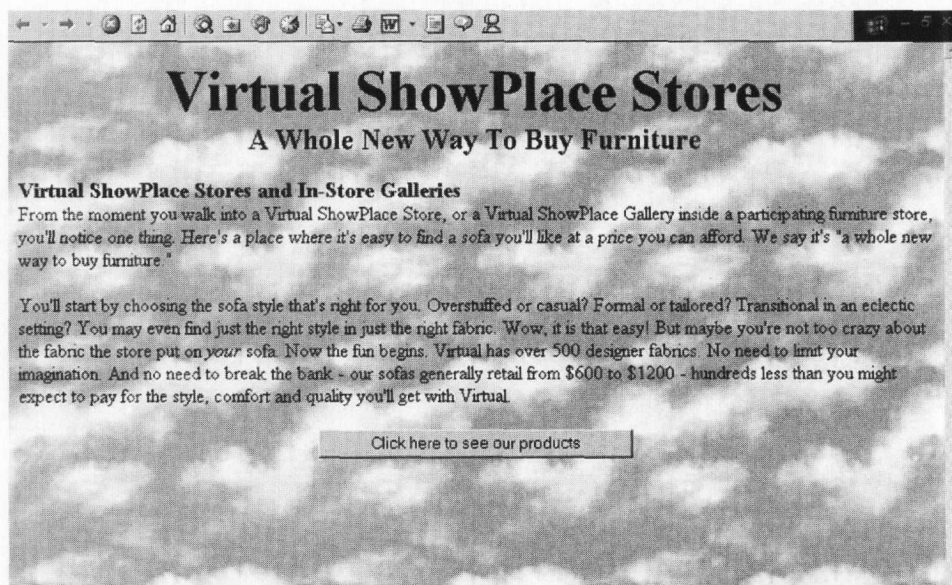 Virtual ShowPlace Stores
A Whole New Way To Buy Furniture
Virtual ShowPlace Stores and In-Store Galleries
From the moment you walk into a Virtual ShowPlace Store, or a Virtual ShowPlace Gallery inside a participating furniture store,
you'll notice one thing. Here's a place where it's easy to find a sofa you'll like at a price you can afford. We say it's "a whole new
way to buy furniture."
You'll start by choosing the sofa style that's right for you. Overstuffed or casual? Formal or tailored? Transitional in an eclectic
setting? You may even find just the right style in just the right fabric. Wow, it is that easy! But maybe you're not too crazy about
the fabric the store put on your sofa. Now the fun begins. Virtual has over 500 designer fabrics. No need to limit your
imagination. And no need to break the bank - our sofas generally retail from $600 to $1200 - hundreds less than you might
expect to pay for the style, comfort and quality you'll get with Virtual.
Click here to see our products